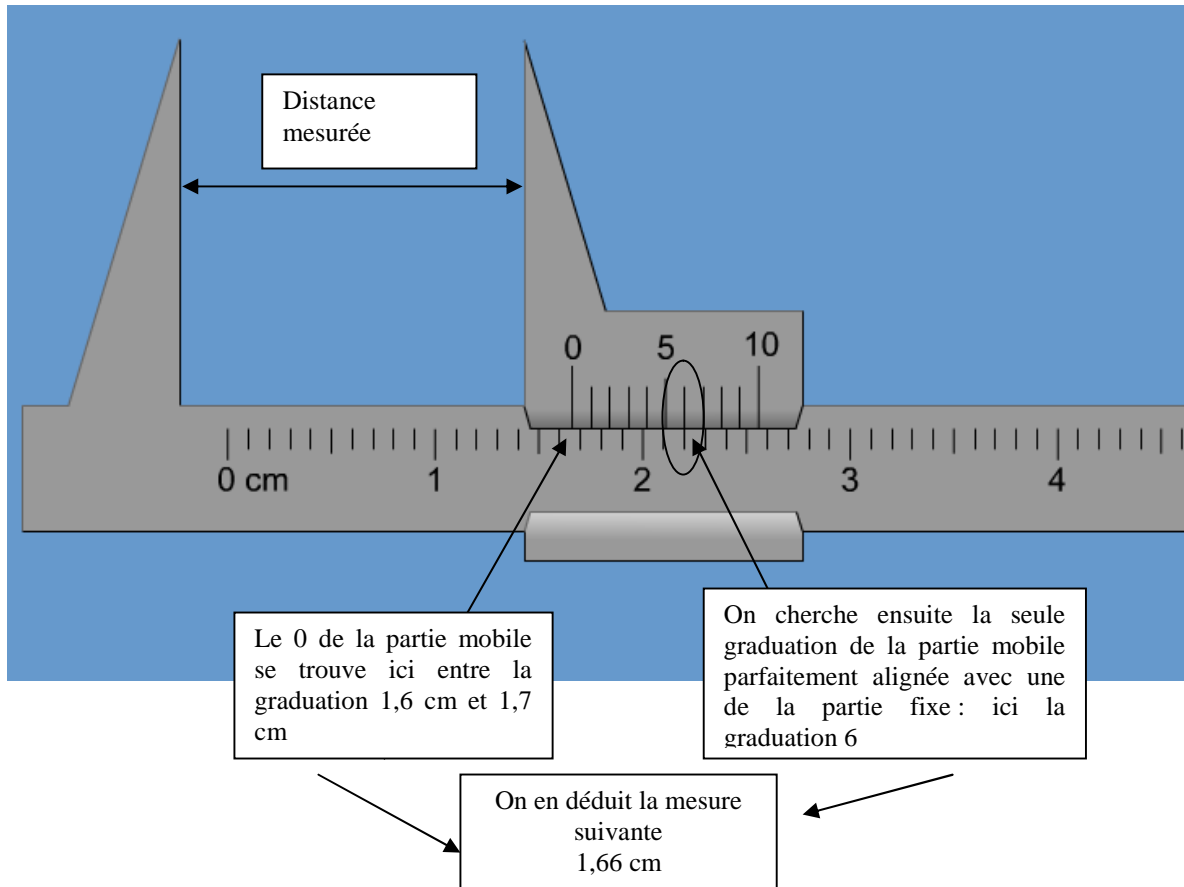 Distance
mesurée
0 5 10
0 cm 1 2 3 4
Le 0 de la partie mobile
se trouve ici entre la
graduation 1,6 cm et 1,7
cm
On cherche ensuite la seule
graduation de la partie mobile
parfaitement alignée avec une
de la partie fixe : ici la
graduation 6
On en déduit la mesure
suivante
1,66 cm